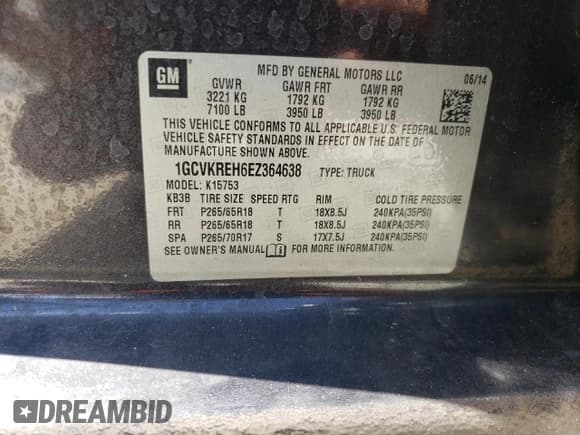 GM
MFD BY GENERAL MOTORS LLC 06/14
GVWR GAWR FRT GAWR RR
3221 KG 1792 KG 1792 KG
7100 LB 3950 LB 3950 LB
THIS VEHICLE CONFORMS TO ALL APPLICABLE U.S. FEDERAL MOTOR
VEHICLE SAFETY STANDARDS IN EFFECT ON THE DATE OF
MANUFACTURE SHOWN ABOVE.
1GCVKREH6EZ364638 TYPE: TRUCK
MODEL: K15753
KB3B TIRE SIZE SPEED RTG RIM COLD TIRE PRESSURE
FRT P265/65R18 T 18X8.5J 240KPA(35PSI)
RR P265/65R18 T 18X8.5J 240KPA(35PSI)
SPA P265/70R17 S 17X7.5J 240KPA(35PSI)
SEE OWNER'S MANUAL FOR MORE INFORMATION.
DREAMBID